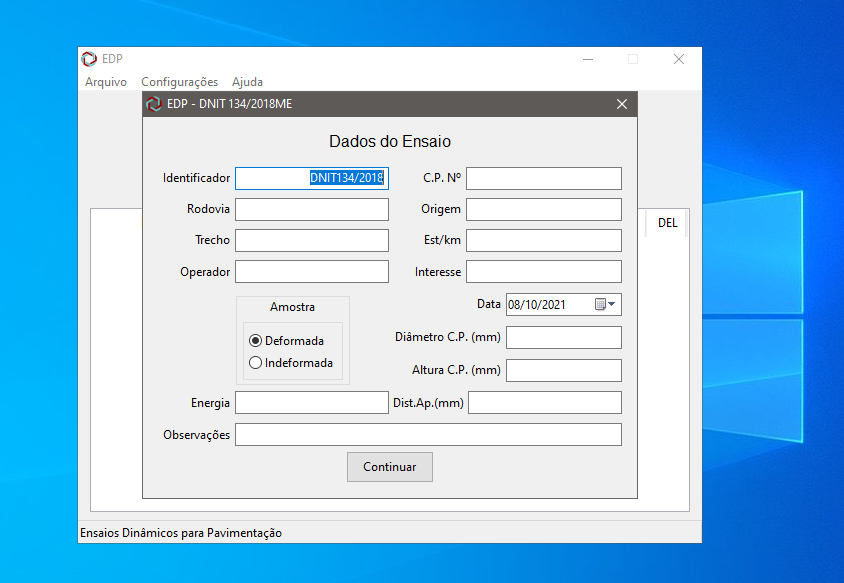 EDP
Arquivo Configurações Ajuda
EDP - DNIT 134/2018ME
Dados do Ensaio
Identificador DNIT134/2018 C.P. Nº
Rodovia Origem
Trecho Est/km
Operador Interesse
DEL
Amostra
Deformada
Indeformada
Data 08/10/2021
Diâmetro C.P. (mm)
Altura C.P. (mm)
Energia Dist.Ap.(mm)
Observações
Continuar
Ensaios Dinâmicos para Pavimentação